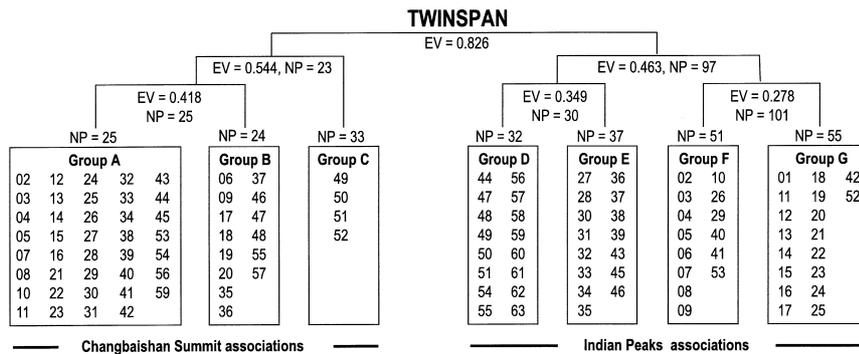 TWINSPAN
EV = 0.826
EV = 0.544, NP = 23
EV = 0.463, NP = 97
EV = 0.418
NP = 25
EV = 0.349
NP = 30
EV = 0.278
NP = 101
NP = 25 NP = 24 NP = 33 NP = 32 NP = 37 NP = 51 NP = 55
Group A
02 12 24 32 43
03 13 25 33 44
04 14 26 34 45
05 15 27 38 53
07 16 28 39 54
08 21 29 40 56
10 22 30 41 59
11 23 31 42
Group B
06 37
09 46
17 47
18 48
19 55
20 57
35
36
Group C
49
50
51
52
Group D
44 56
47 57
48 58
49 59
50 60
51 61
54 62
55 63
Group E
27 36
28 37
30 38
31 39
32 43
33 45
34 46
35
Group F
02 10
03 26
04 29
05 40
06 41
07 53
08
09
Group G
01 18 42
11 19 52
12 20
13 21
14 22
15 23
16 24
17 25
Changbaishan Summit associations
Indian Peaks associations